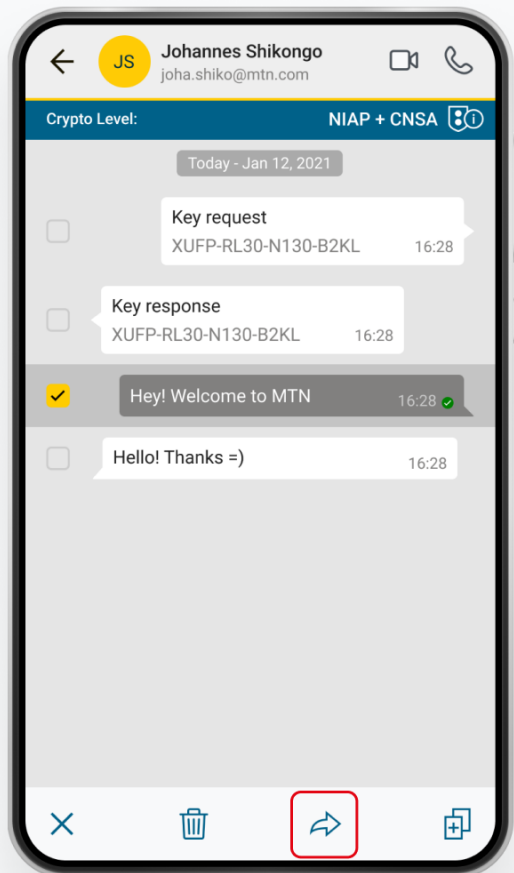 JS
Johannes Shikongo
joha.shiko@mtn.com
Crypto Level: NIAP + CNSA
Today - Jan 12, 2021
Key request
XUFP-RL30-N130-B2KL 16:28
Key response
XUFP-RL30-N130-B2KL 16:28
Hey! Welcome to MTN 16:28
Hello! Thanks =) 16:28